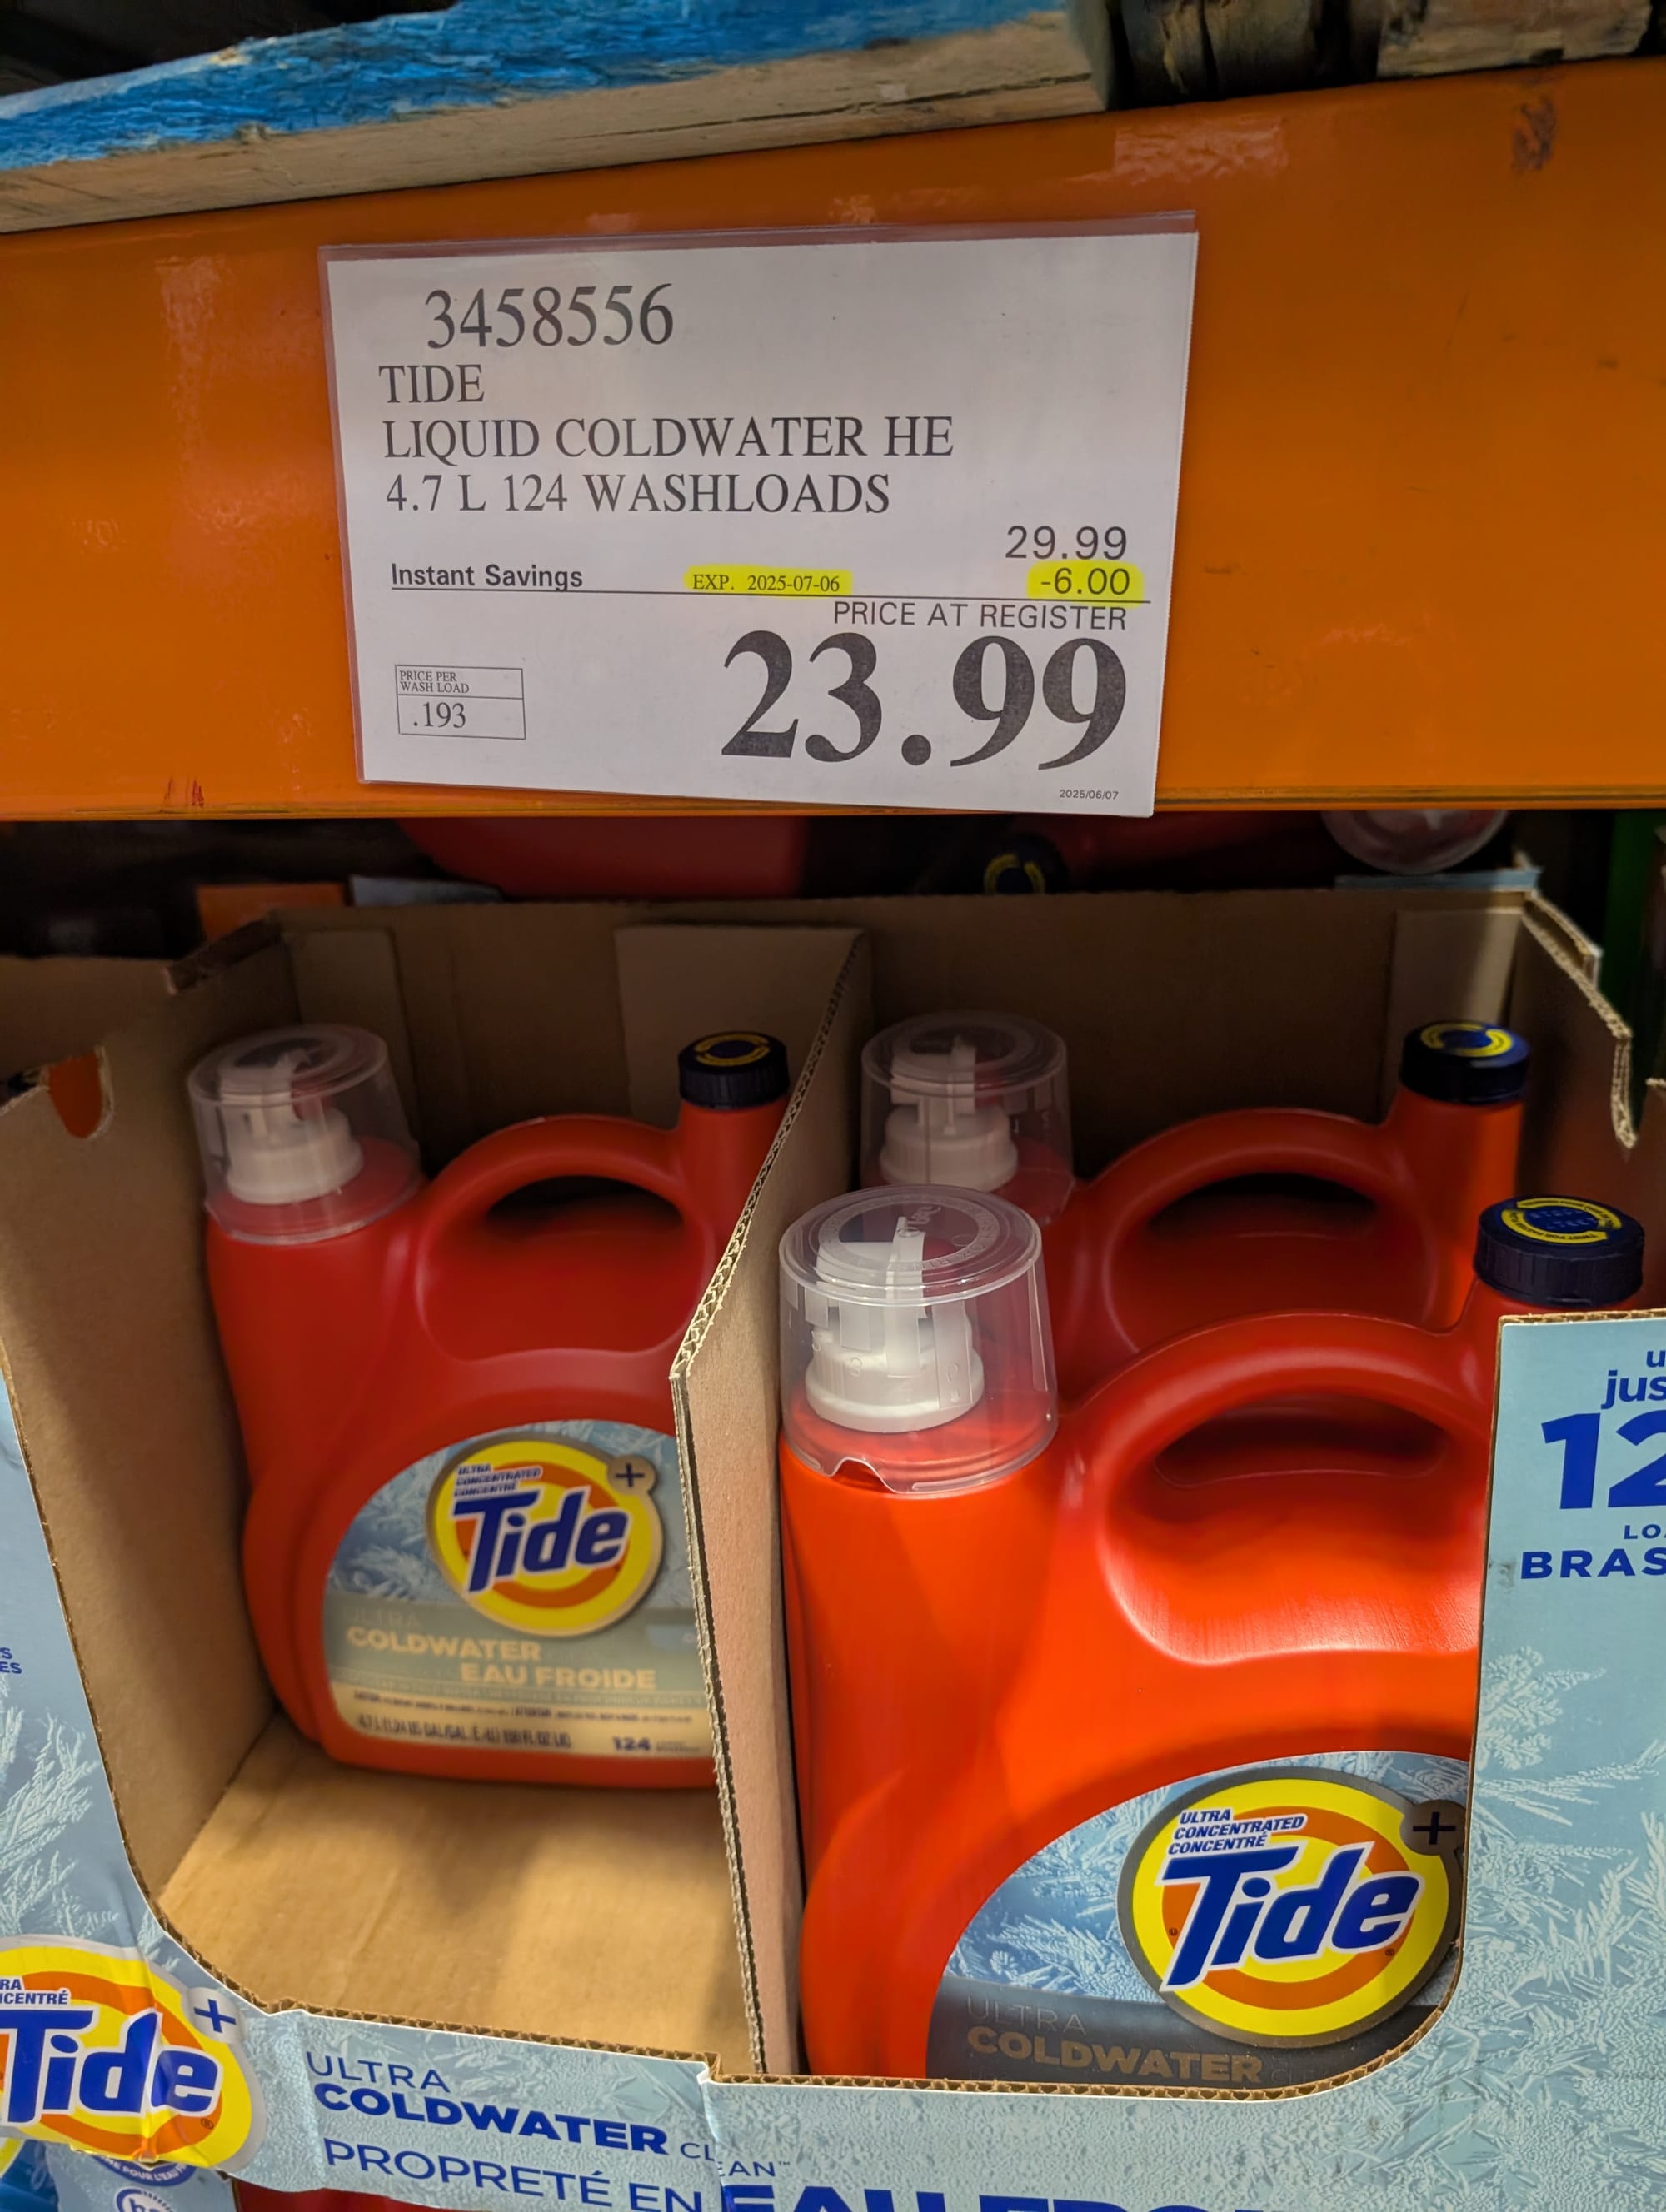 3458556
TIDE
LIQUID COLDWATER HE
4.7 L 124 WASHLOADS
29.99
Instant Savings EXP. 2025-07-06 -6.00
PRICE AT REGISTER
23.99
PRICE PER
WASH LOAD
.193
2025/06/07
ULTRA
CONCENTRATED
CONCENTRÉ
Tide+
ULTRA
COLDWATER
EAU FROIDE
124
ULTRA
CONCENTRATED
CONCENTRÉ
Tide+
ULTRA
COLDWATER
Tide+
ULTRA
COLDWATER CLEAN™
PROPRETÉ EN